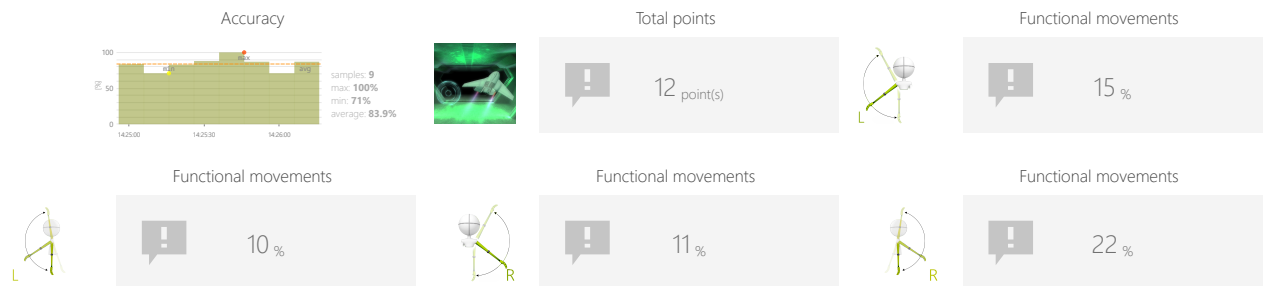 Accuracy
Total points
Functional movements
100
50
0
[%]
min
max
avg
14:25:00
14:25:30
14:26:00
samples: 9
max: 100%
min: 71%
average: 83.9%
12 point(s)
L
15 %
Functional movements
Functional movements
Functional movements
L
10 %
R
11 %
R
22 %